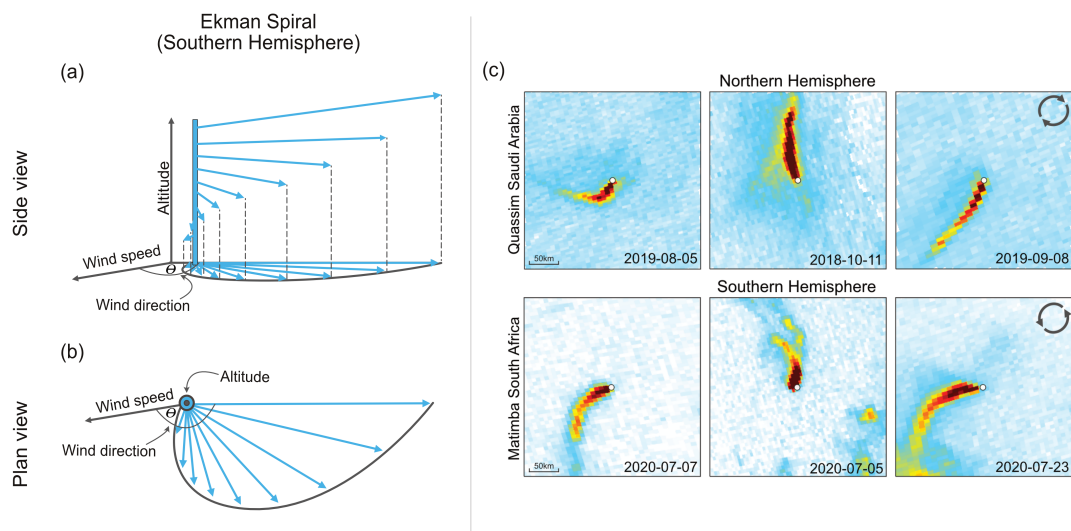 Ekman Spiral
(Southern Hemisphere)
(a)
Side view
Altitude
Wind speed
Θ
Wind direction
(b)
Plan view
Altitude
Wind speed
Θ
Wind direction
(c)
Northern Hemisphere
Quassim Saudi Arabia
50km
2019-08-05
2018-10-11
2019-09-08
Southern Hemisphere
Matimba South Africa
50km
2020-07-07
2020-07-05
2020-07-23